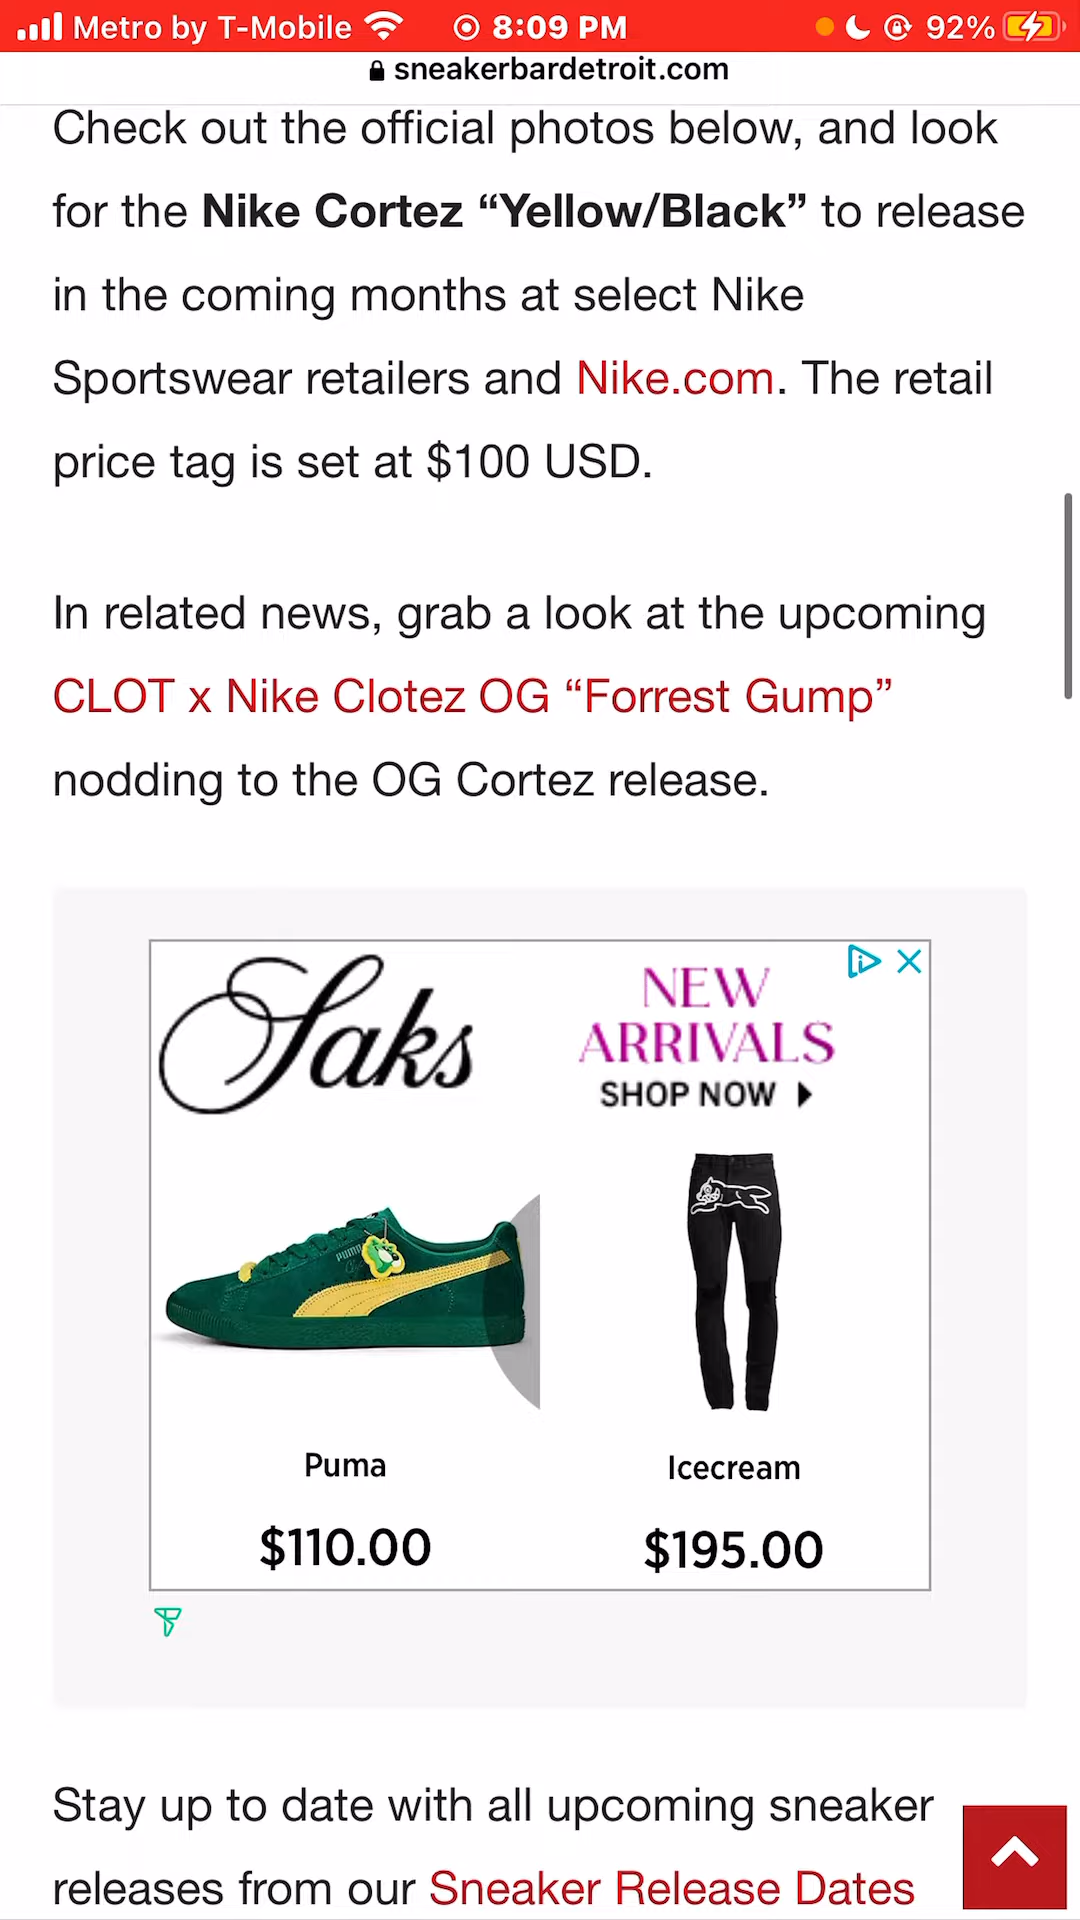 Metro by T-Mobile 8:09 PM 92%
sneakerbardetroit.com
Check out the official photos below, and look
for the Nike Cortez “Yellow/Black” to release
in the coming months at select Nike
Sportswear retailers and Nike.com. The retail
price tag is set at $100 USD.
In related news, grab a look at the upcoming
CLOT x Nike Clotez OG “Forrest Gump”
nodding to the OG Cortez release.
Saks
NEW
ARRIVALS
SHOP NOW
PUMA
Puma
$110.00
Icecream
$195.00
Stay up to date with all upcoming sneaker
releases from our Sneaker Release Dates